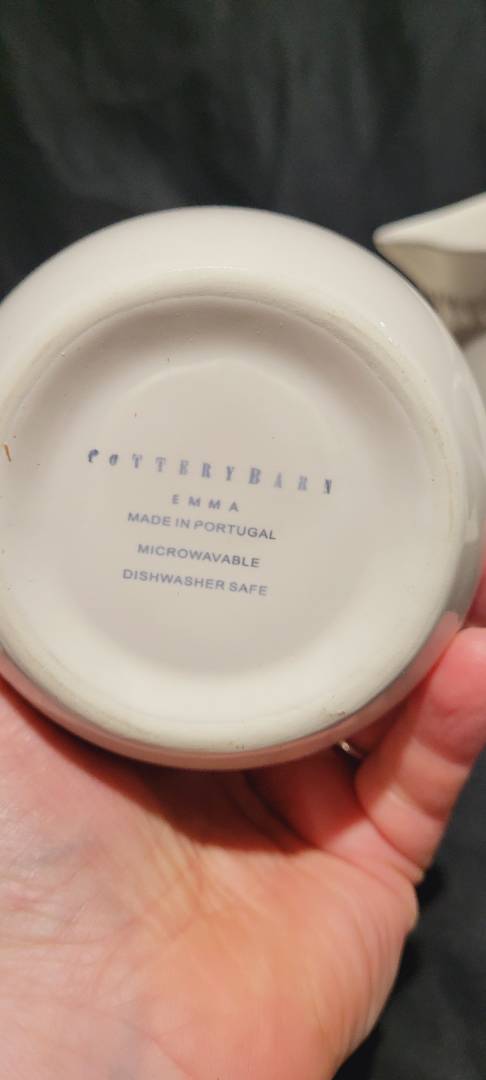 POTTERYBARN
EMMA
MADE IN PORTUGAL
MICROWAVABLE
DISHWASHER SAFE